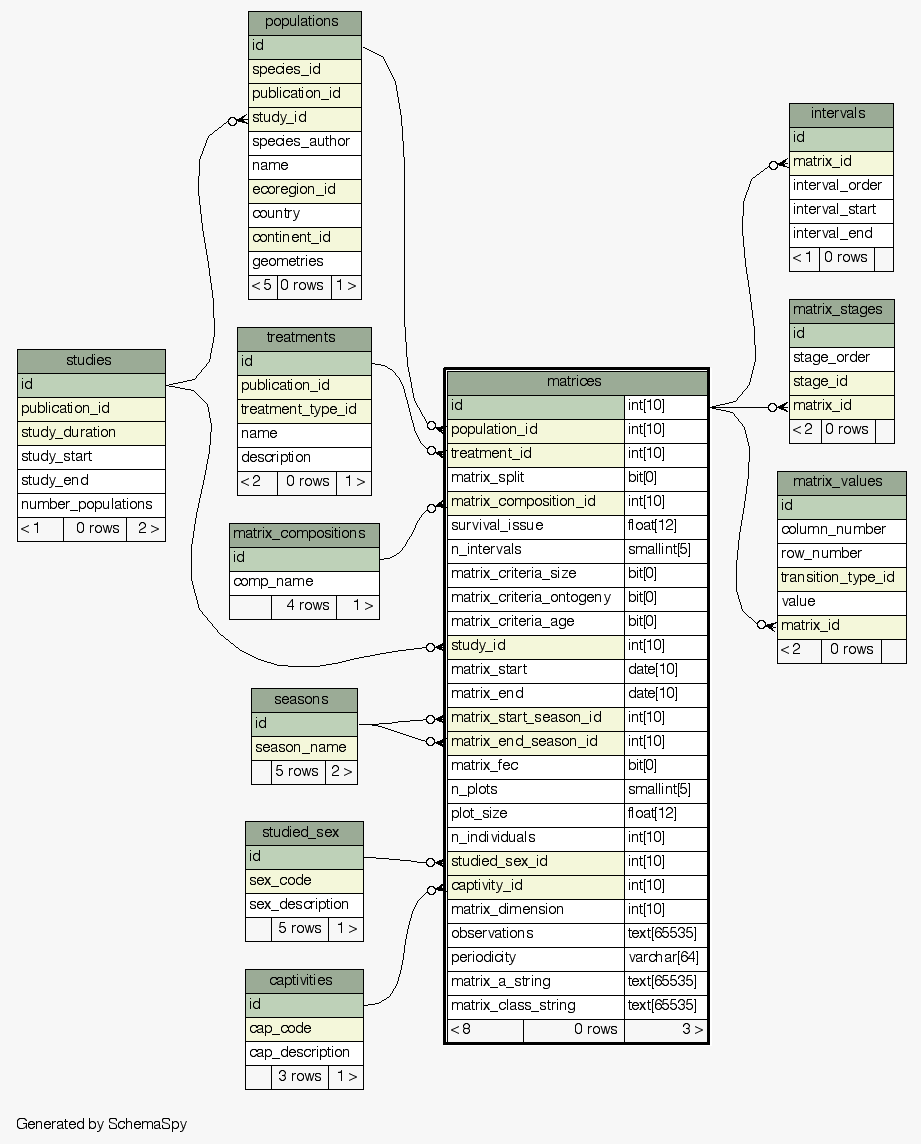 populations
id
species_id
publication_id
study_id
species_author
name
ecoregion_id
country
continent_id
geometries
< 5 0 rows 1 >
treatments
id
publication_id
treatment_type_id
name
description
< 2 0 rows 1 >
studies
id
publication_id
study_duration
study_start
study_end
number_populations
< 1 0 rows 2 >
matrix_compositions
id
comp_name
4 rows 1 >
seasons
id
season_name
5 rows 2 >
studied_sex
id
sex_code
sex_description
5 rows 1 >
captivities
id
cap_code
cap_description
3 rows 1 >
matrices
id int[10]
population_id int[10]
treatment_id int[10]
matrix_split bit[0]
matrix_composition_id int[10]
survival_issue float[12]
n_intervals smallint[5]
matrix_criteria_size bit[0]
matrix_criteria_ontogeny bit[0]
matrix_criteria_age bit[0]
study_id int[10]
matrix_start date[10]
matrix_end date[10]
matrix_start_season_id int[10]
matrix_end_season_id int[10]
matrix_fec bit[0]
n_plots smallint[5]
plot_size float[12]
n_individuals int[10]
studied_sex_id int[10]
captivity_id int[10]
matrix_dimension int[10]
observations text[65535]
periodicity varchar[64]
matrix_a_string text[65535]
matrix_class_string text[65535]
< 8 0 rows 3 >
intervals
id
matrix_id
interval_order
interval_start
interval_end
< 1 0 rows
matrix_stages
id
stage_order
stage_id
matrix_id
< 2 0 rows
matrix_values
id
column_number
row_number
transition_type_id
value
matrix_id
< 2 0 rows
Generated by SchemaSpy